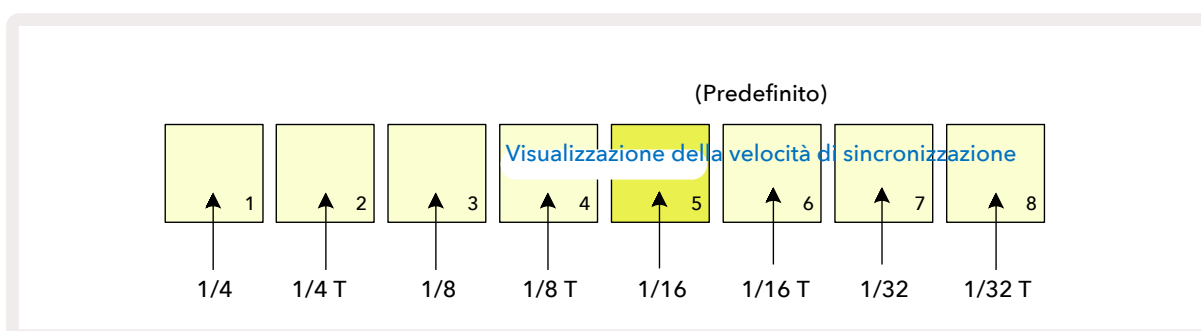 (Predefinito)
Visualizzazione della velocità di sincronizzazione
1 2 3 4 5 6 7 8
1/4 1/4 T 1/8 1/8 T 1/16 1/16 T 1/32 1/32 T